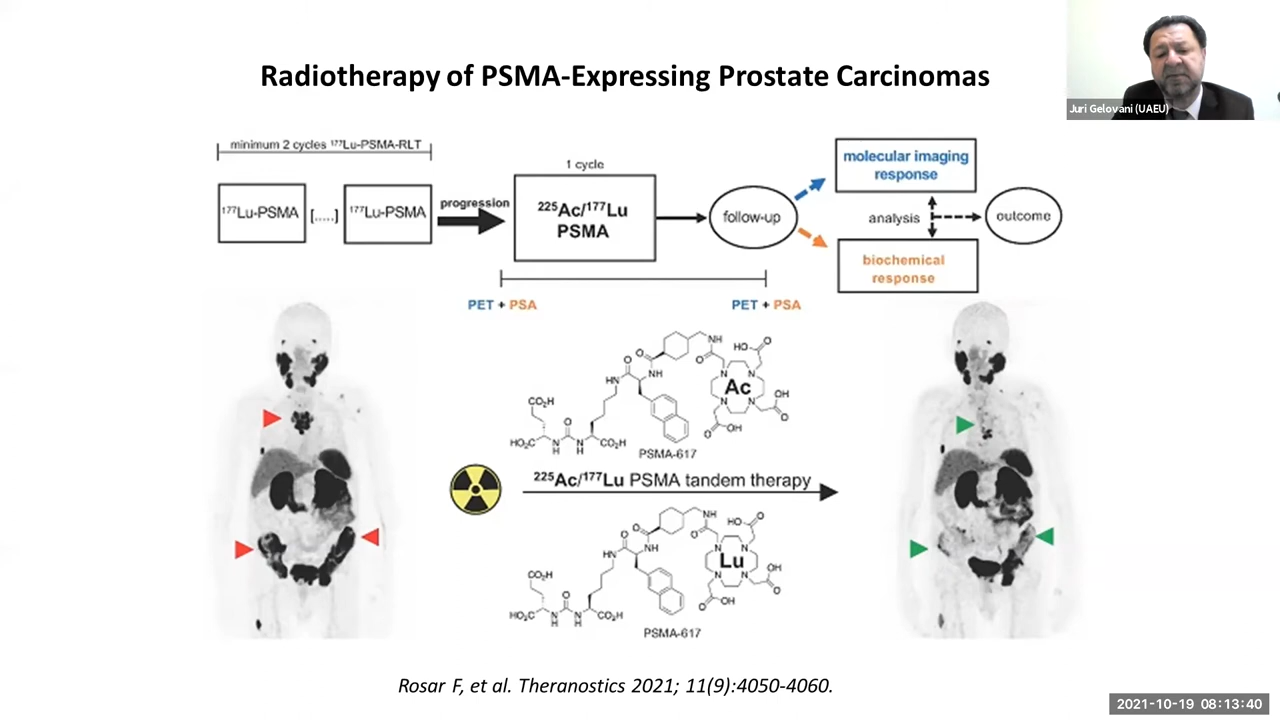 Radiotherapy of PSMA-Expressing Prostate Carcinomas
Juri Gelovani (UAEU)
minimum 2 cycles ¹⁷⁷Lu-PSMA-RLT
¹⁷⁷Lu-PSMA
[.....]
¹⁷⁷Lu-PSMA
progression
1 cycle
²²⁵Ac/¹⁷⁷Lu
PSMA
follow-up
molecular imaging
response
analysis
outcome
biochemical
response
PET + PSA
PET + PSA
CO₂H
HO₂C
N
H
O
N
H
CO₂H
HN
O
NH
O
NH
O
HO
O
N
N
N
N
Ac
OH
O
O
OH
PSMA-617
²²⁵Ac/¹⁷⁷Lu PSMA tandem therapy
CO₂H
HO₂C
N
H
O
N
H
CO₂H
HN
O
NH
O
NH
O
HO
O
N
N
N
N
Lu
OH
O
O
OH
PSMA-617
Rosar F, et al. Theranostics 2021; 11(9):4050-4060.
2021-10-19 08:13:40